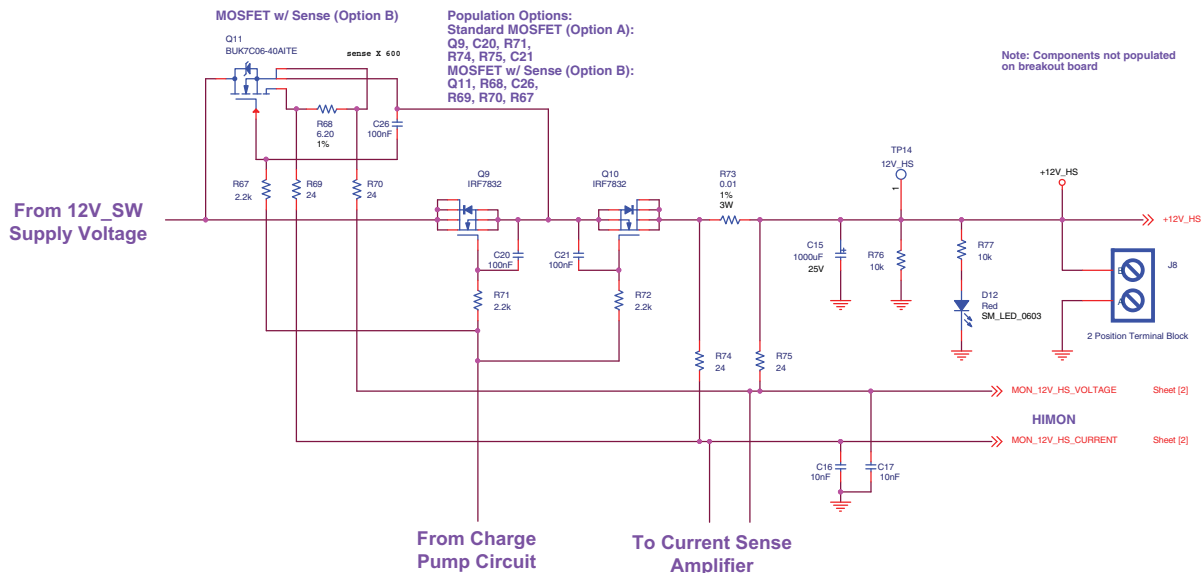 MOSFET w/ Sense (Option B)
Q11
BUK7C06-40AITE
sense X 600
Population Options:
Standard MOSFET (Option A):
Q9, C20, R71,
R74, R75, C21
MOSFET w/ Sense (Option B):
Q11, R68, C26,
R69, R70, R67
Note: Components not populated
on breakout board
R68
6.20
1%
C26
100nF
R67
2.2k
R69
24
R70
24
From 12V_SW
Supply Voltage
Q9
IRF7832
Q10
IRF7832
R73
0.01
1%
3W
TP14
12V_HS
1
+12V_HS
+12V_HS
C20
100nF
C21
100nF
C15
1000uF
25V
+
R76
10k
R77
10k
D12
Red
SM_LED_0603
J8
B
A
2 Position Terminal Block
R71
2.2k
R72
2.2k
R74
24
R75
24
MON_12V_HS_VOLTAGE
Sheet [2]
HIMON
MON_12V_HS_CURRENT
Sheet [2]
C16
10nF
C17
10nF
From Charge
Pump Circuit
To Current Sense
Amplifier